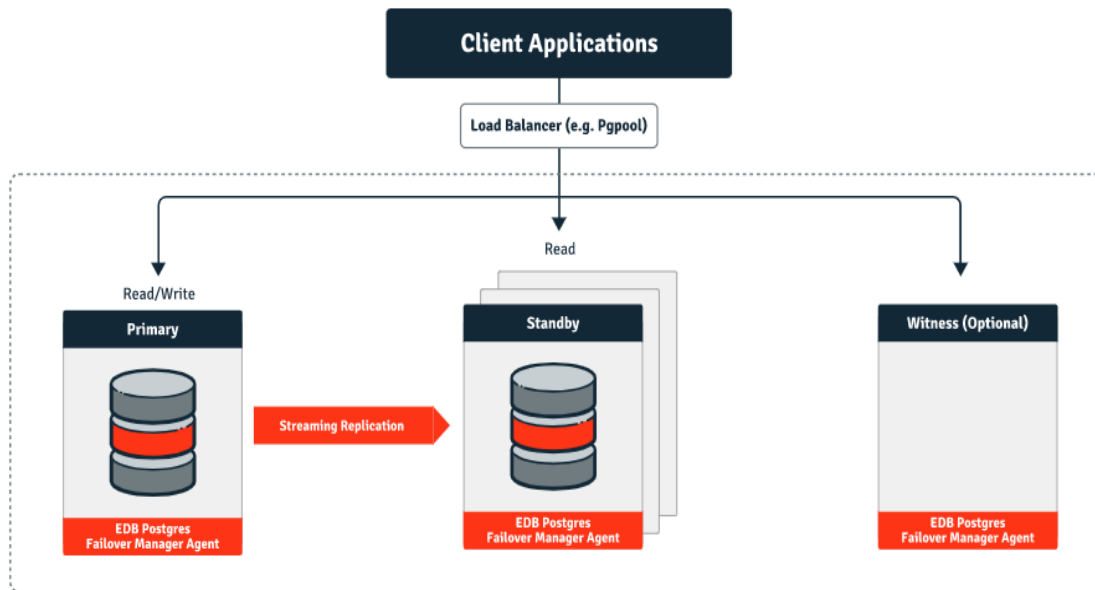 Client Applications
Load Balancer (e.g. Pgpool)
Read
Read/Write
Primary
Standby
Witness (Optional)
Streaming Replication
EDB Postgres
Failover Manager Agent
EDB Postgres
Failover Manager Agent
EDB Postgres
Failover Manager Agent